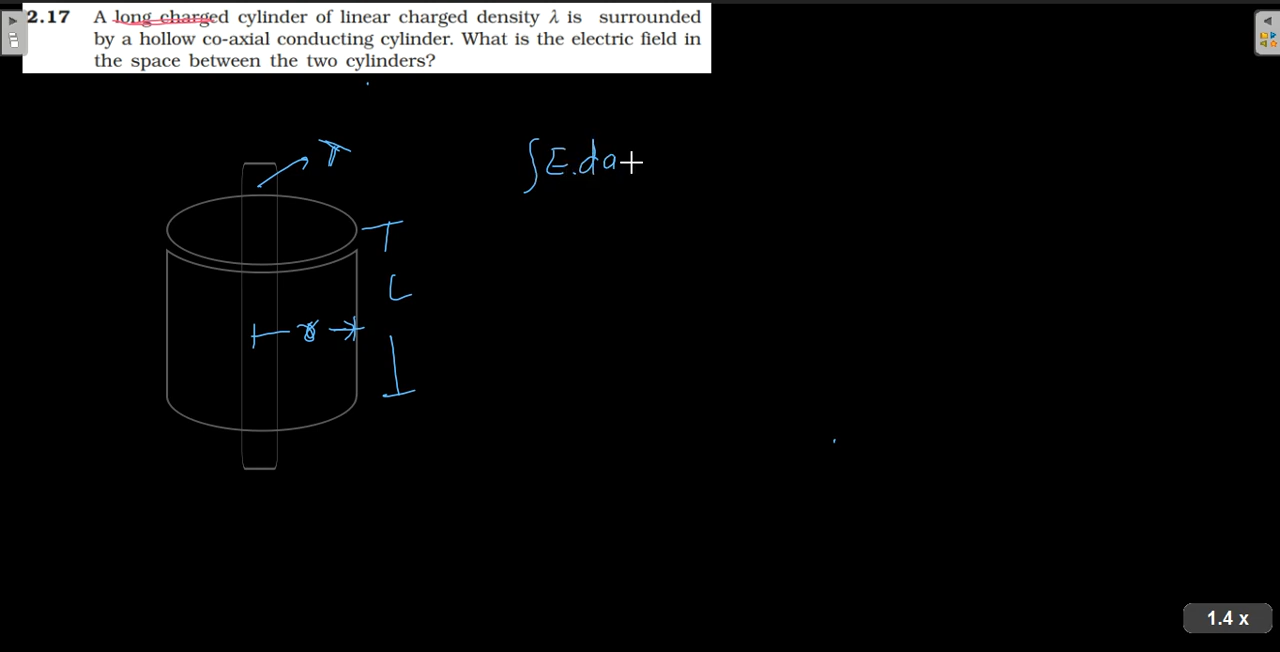 2.17 A long charged cylinder of linear charged density λ is surrounded
by a hollow co-axial conducting cylinder. What is the electric field in
the space between the two cylinders?
∫E.da
L
1.4 x